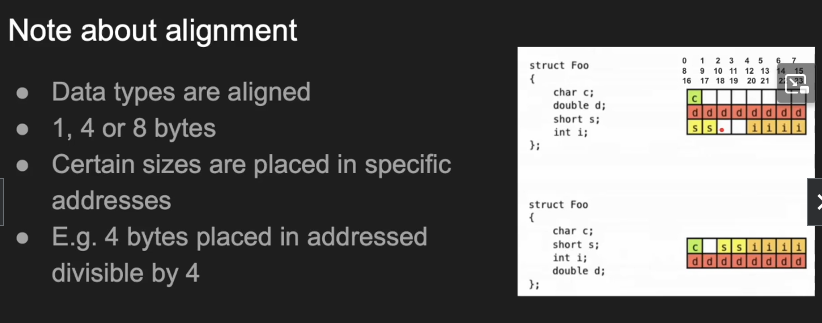 Note about alignment
● Data types are aligned
● 1, 4 or 8 bytes
● Certain sizes are placed in specific
addresses
● E.g. 4 bytes placed in addressed
divisible by 4
struct Foo
{
char c;
double d;
short s;
int i;
};
0 1 2 3 4 5 6 7
8 9 10 11 12 13 14 15
16 17 18 19 20 21 22 23
c
d d d d d d d d
s s i i i i
struct Foo
{
char c;
short s;
int i;
double d;
};
c s s i i i i
d d d d d d d d